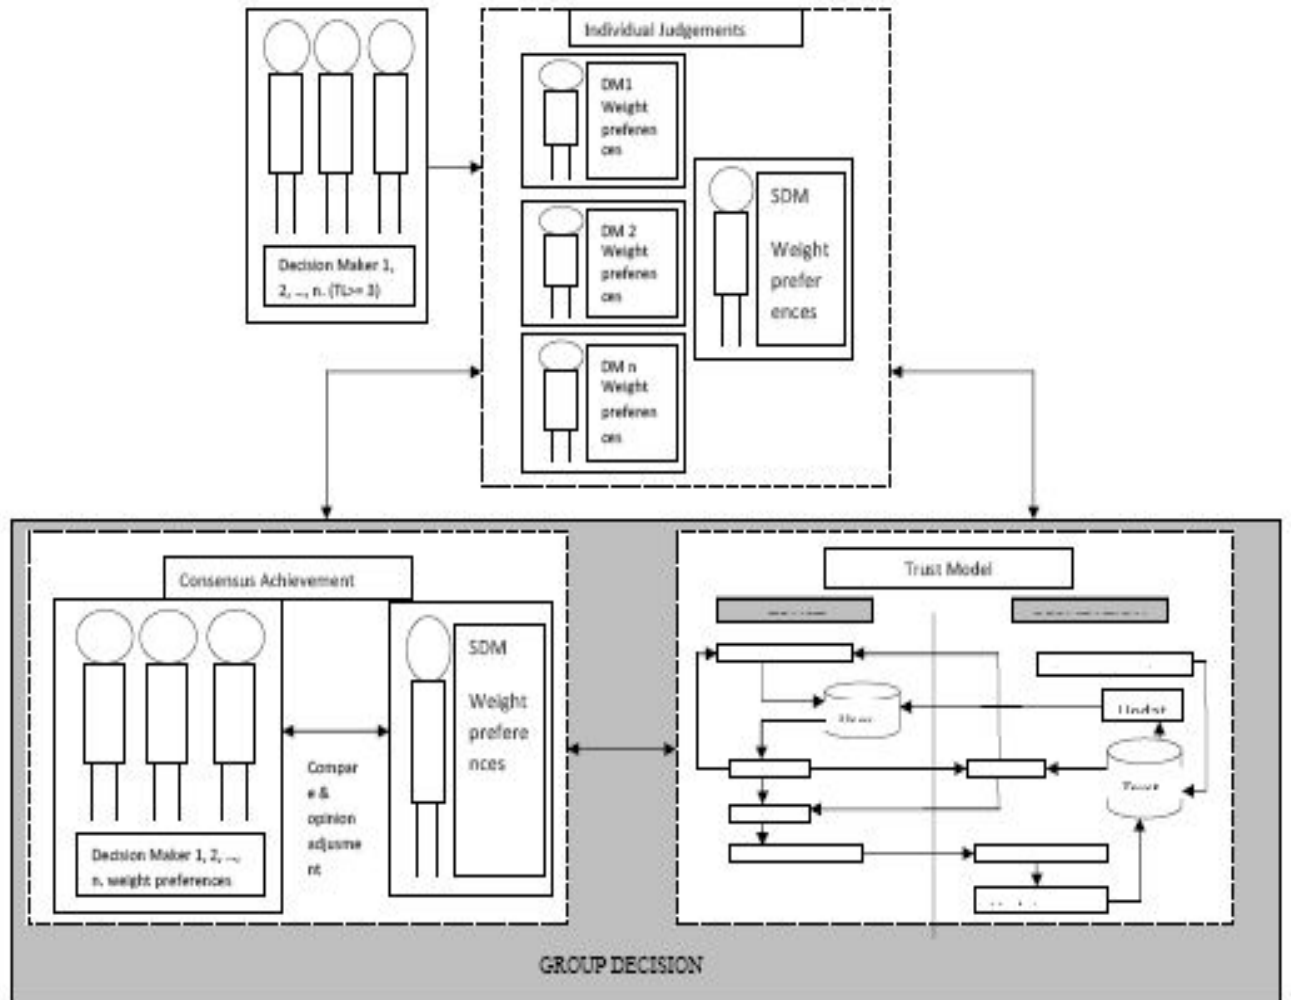 Individual Judgements
DM1
Weight
preferen
ces
SDM
Weight
prefer
ences
DM 2
Weight
preferen
ces
Decision Maker 1,
2, .., n. (TL>= 3)
DM n
Weight
preferen
ces
Consensus Achievement
SDM
Weight
prefere
nces
Compar
e &
opinion
adjusme
nt
Decision Maker 1, 2, ..,
n. weight preferences
Trust Model
GROUP DECISION